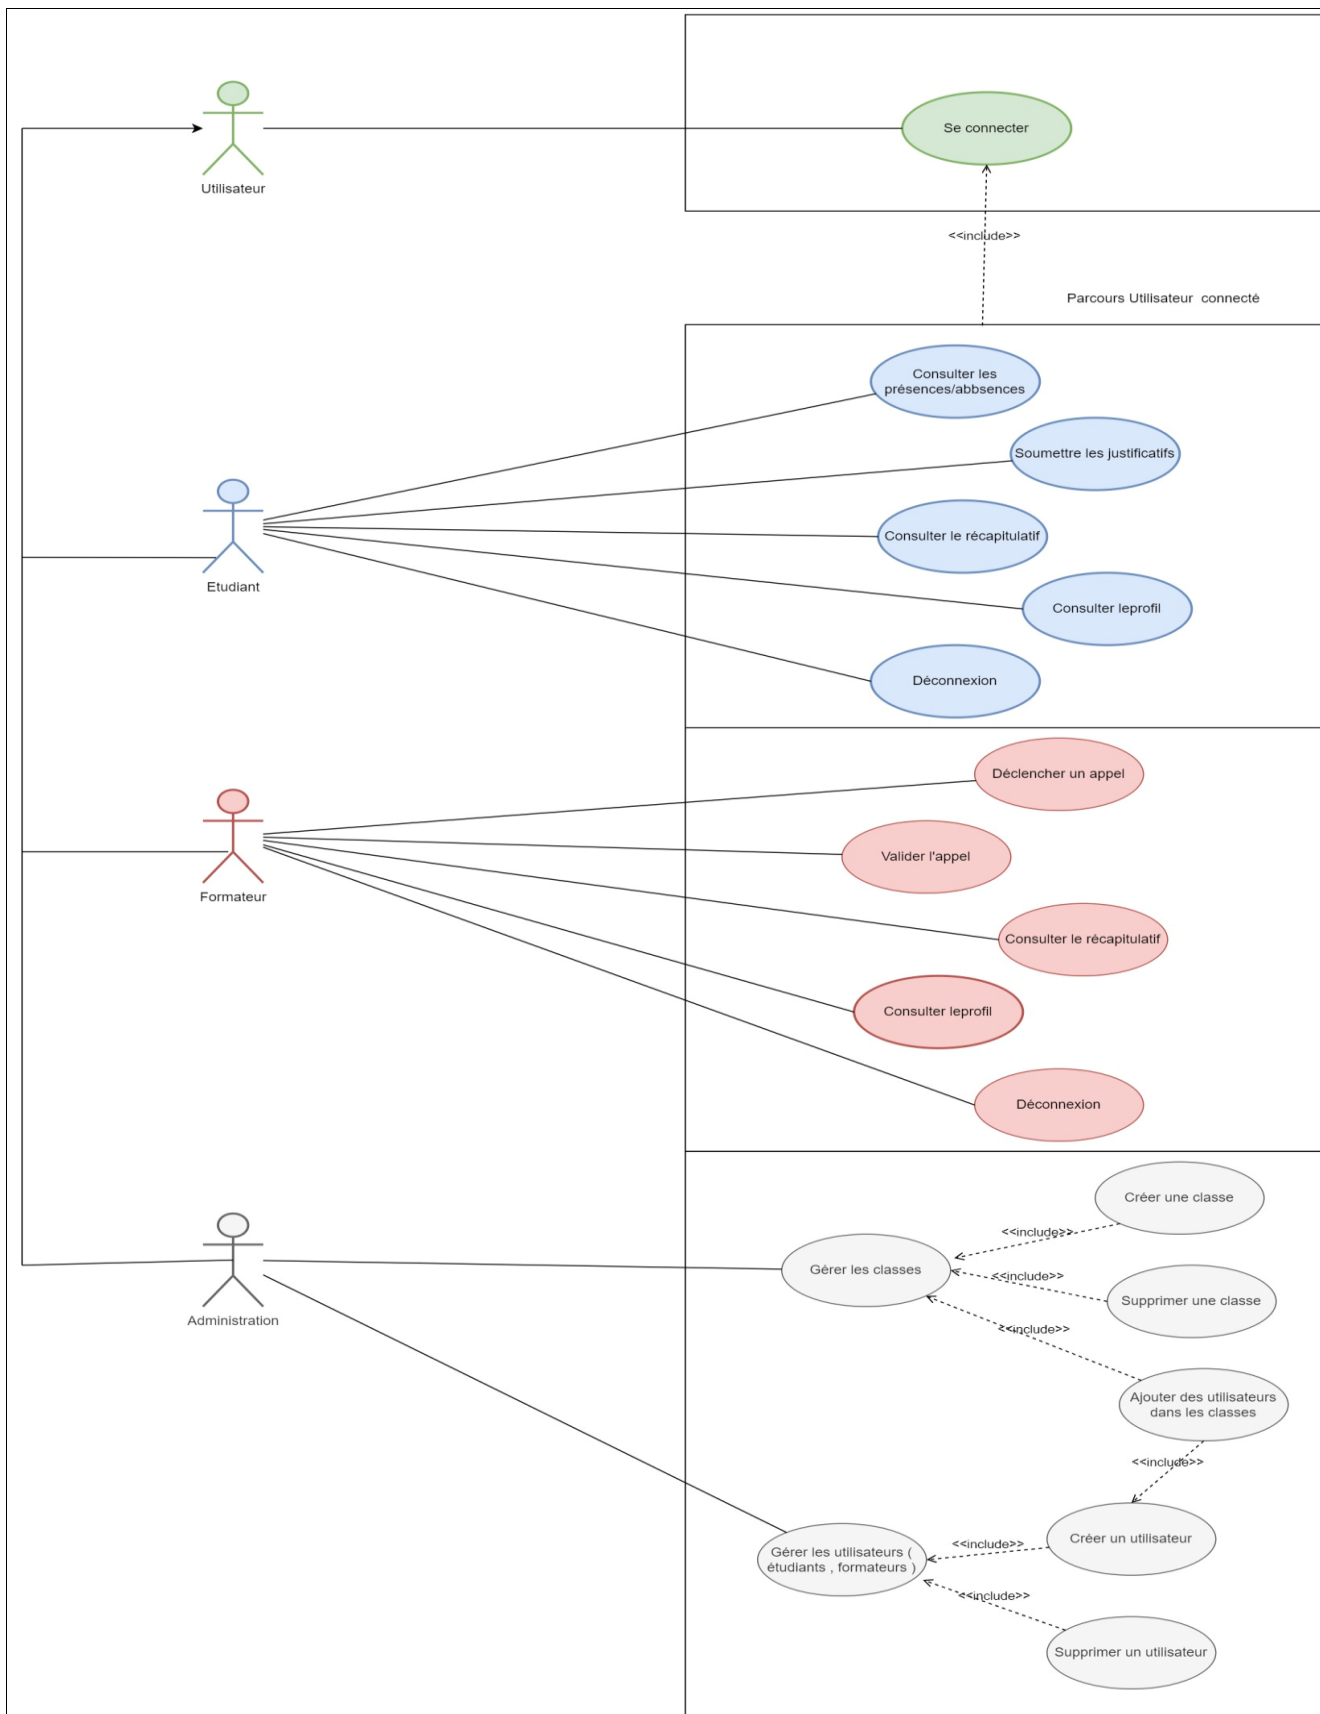 Se connecter
Utilisateur
<<include>>
Parcours Utilisateur connecté
Consulter les
présences/abbsences
Soumettre les justificatifs
Consulter le récapitulatif
Etudiant
Consulter leprofil
Déconnexion
Déclencher un appel
Valider l'appel
Formateur
Consulter le récapitulatif
Consulter leprofil
Déconnexion
Créer une classe
<<include>>
Gérer les classes
<<include>>
Supprimer une classe
Administration
<<include>>
Ajouter des utilisateurs
dans les classes
<<include>>
Créer un utilisateur
<<include>>
Gérer les utilisateurs (
étudiants , formateurs )
<<include>>
Supprimer un utilisateur